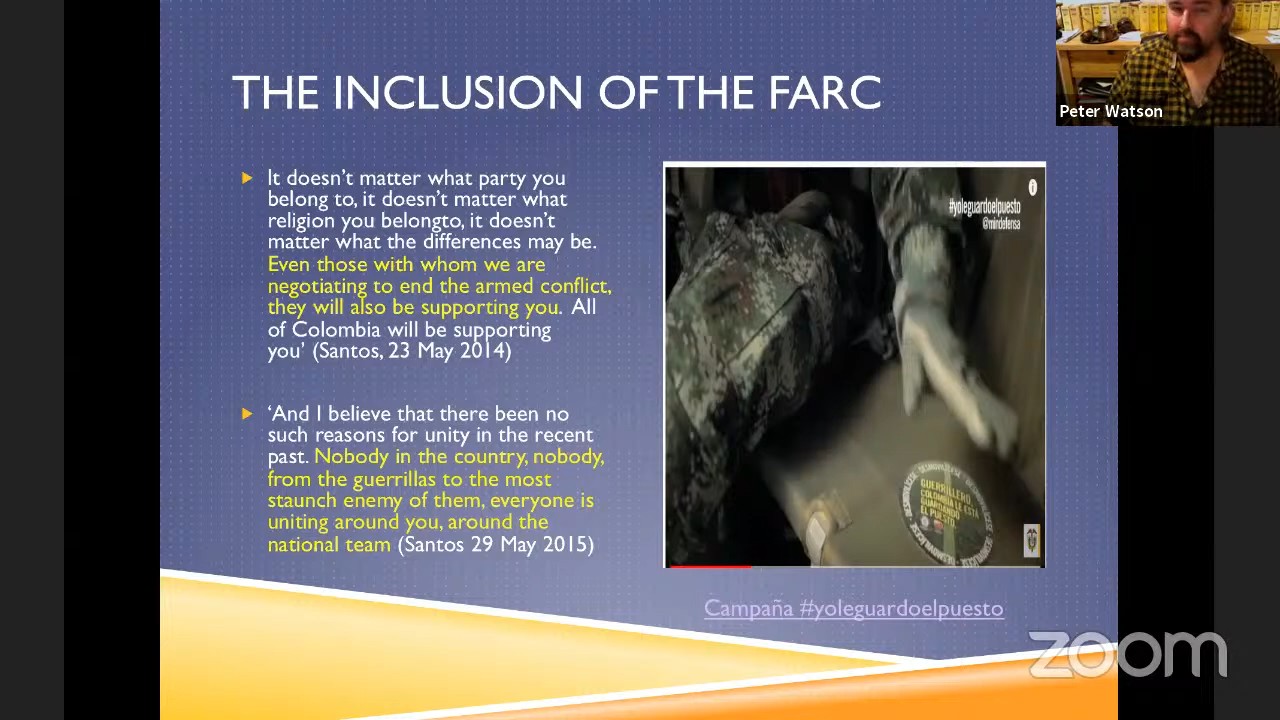 THE INCLUSION OF THE FARC
Peter Watson
It doesn't matter what party you
belong to, it doesn't matter what
religion you belongto, it doesn't
matter what the differences may be.
Even those with whom we are
negotiating to end the armed conflict,
they will also be supporting you. All
of Colombia will be supporting
you' (Santos, 23 May 2014)
'And I believe that there been no
such reasons for unity in the recent
past. Nobody in the country, nobody,
from the guerrillas to the most
staunch enemy of them, everyone is
uniting around you, around the
national team (Santos 29 May 2015)
#yoleguardoelpuesto
@mindefensa
GUERRILLERO
COLOMBIA LE ESTÁ
GUARDANDO
EL PUESTO
DESMOVILÍCESE
Campaña #yoleguardoelpuesto
zoom